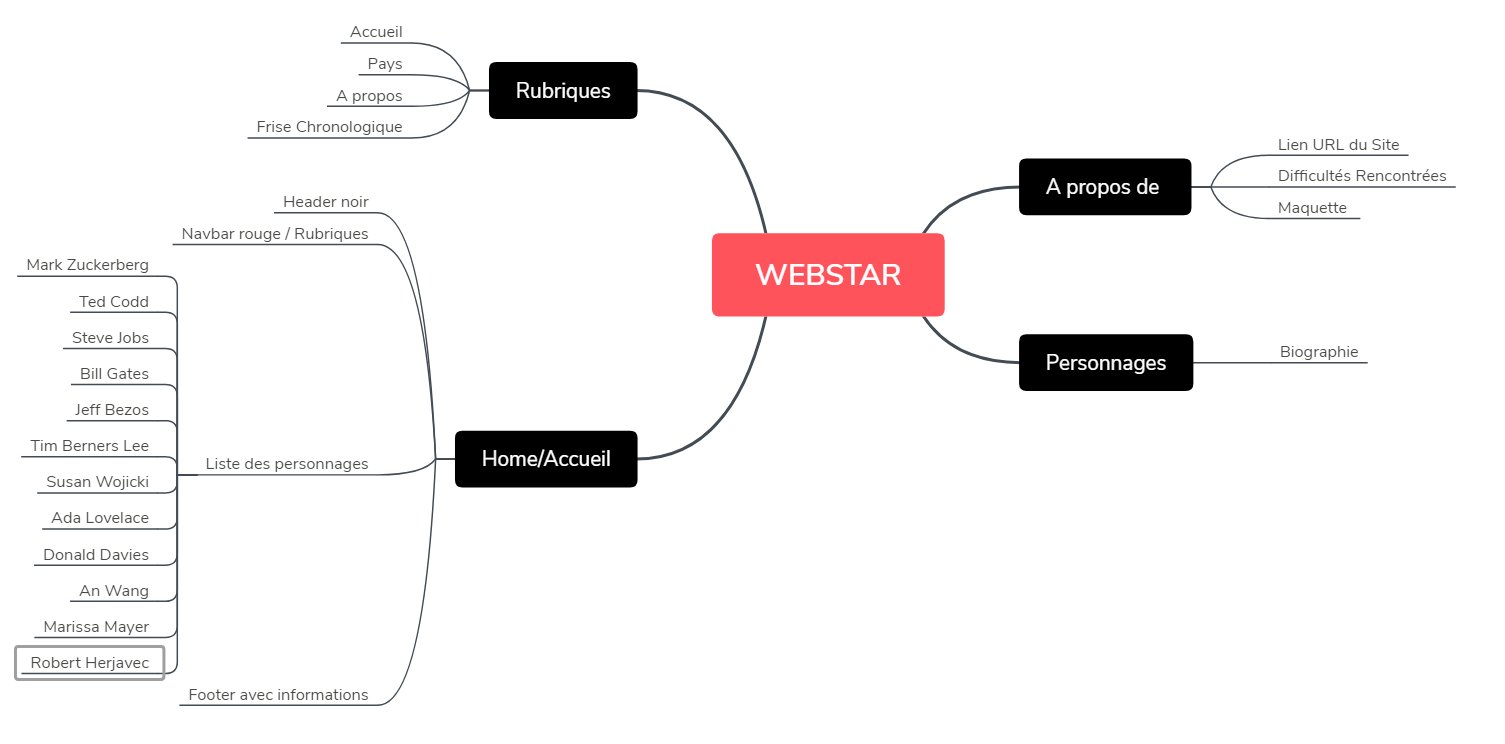 Accueil
Pays
A propos
Frise Chronologique
Rubriques
Header noir
Navbar rouge / Rubriques
Mark Zuckerberg
Ted Codd
Steve Jobs
Bill Gates
Jeff Bezos
Tim Berners Lee
Susan Wojicki
Ada Lovelace
Donald Davies
An Wang
Marissa Mayer
Robert Herjavec
Liste des personnages
Footer avec informations
Home/Accueil
WEBSTAR
A propos de
Lien URL du Site
Difficultés Rencontrées
Maquette
Personnages
Biographie